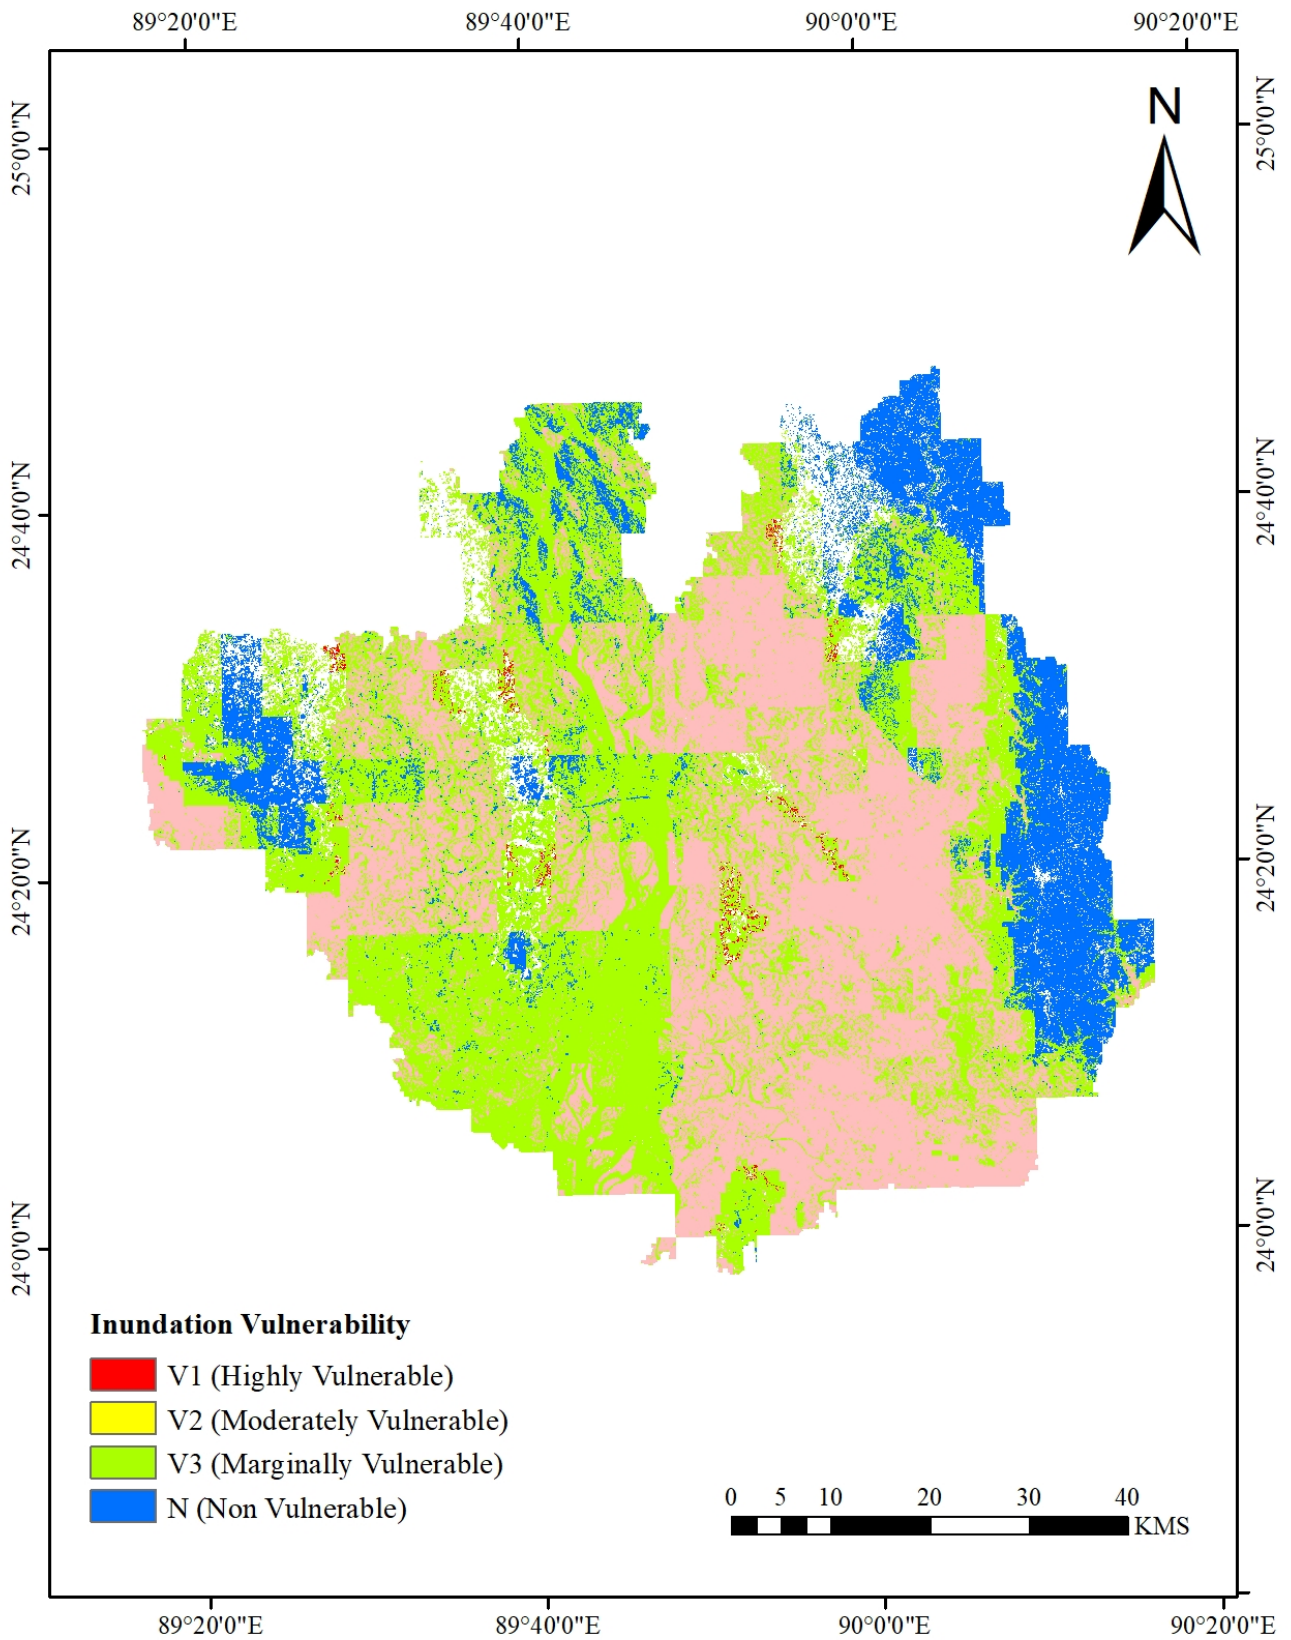 89°20'0"E 89°40'0"E 90°0'0"E 90°20'0"E
N
25°0'0"N
25°0'0"N
24°40'0"N
24°40'0"N
24°20'0"N
24°20'0"N
24°0'0"N
24°0'0"N
Inundation Vulnerability
V1 (Highly Vulnerable)
V2 (Moderately Vulnerable)
V3 (Marginally Vulnerable)
N (Non Vulnerable)
0 5 10 20 30 40
KMS
89°20'0"E 89°40'0"E 90°0'0"E 90°20'0"E